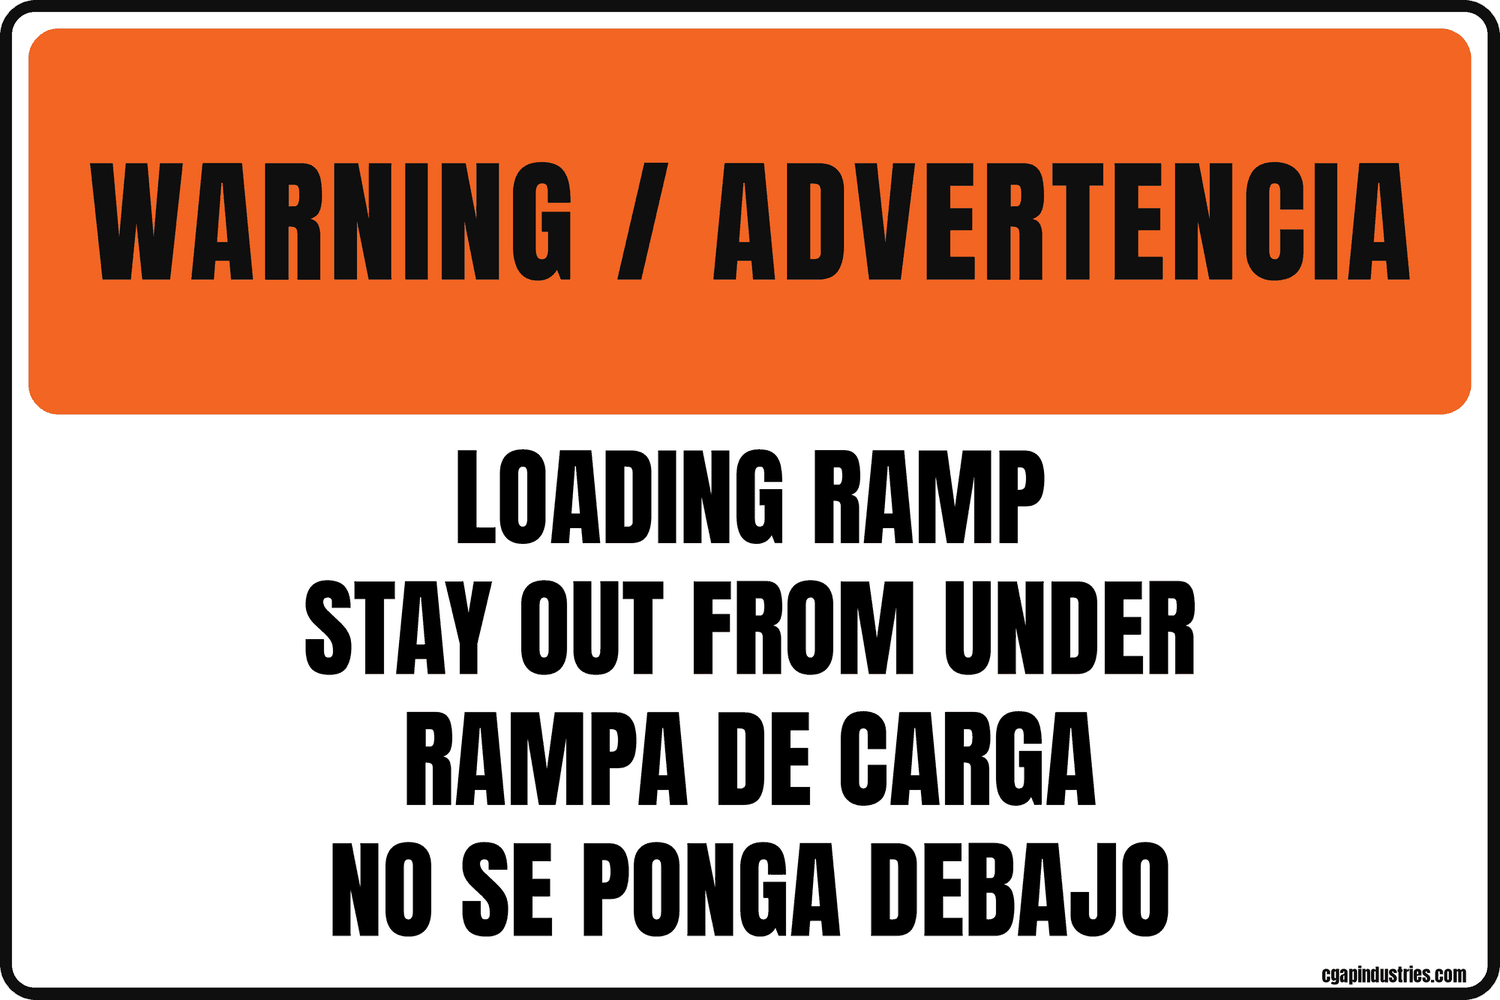 WARNING / ADVERTENCIA
LOADING RAMP
STAY OUT FROM UNDER
RAMPA DE CARGA
NO SE PONGA DEBAJO
cgapindustries.com